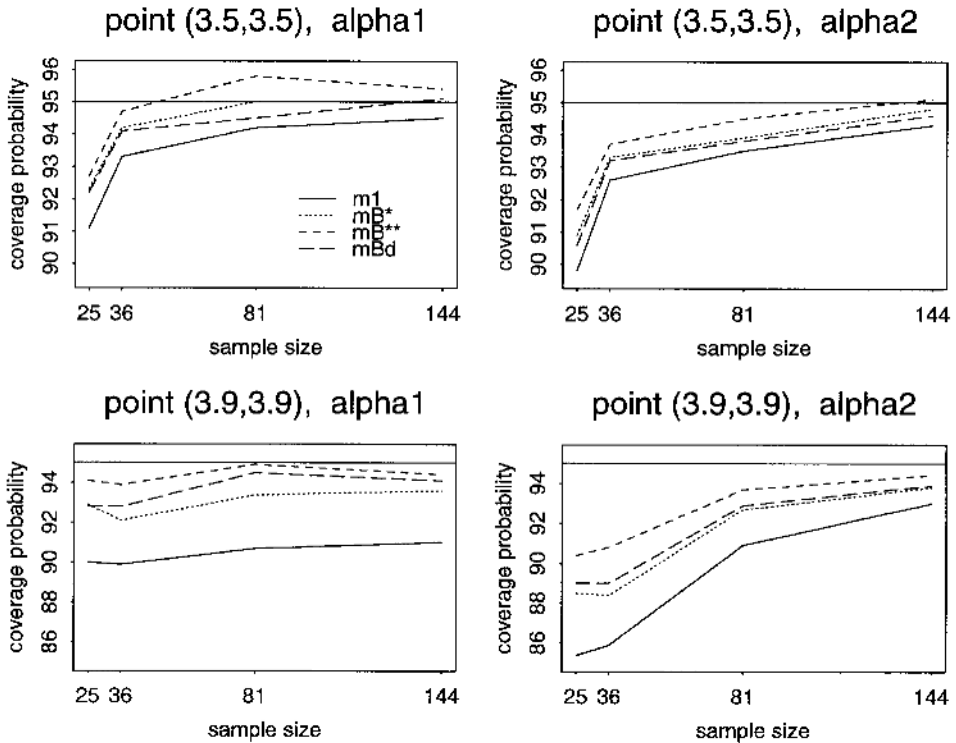 point (3.5,3.5), alpha1
coverage probability
90 91 92 93 94 95 96
m1
mB*
mB**
mBd
25 36 81 144
sample size
point (3.5,3.5), alpha2
coverage probability
90 91 92 93 94 95 96
25 36 81 144
sample size
point (3.9,3.9), alpha1
coverage probability
86 88 90 92 94
25 36 81 144
sample size
point (3.9,3.9), alpha2
coverage probability
86 88 90 92 94
25 36 81 144
sample size